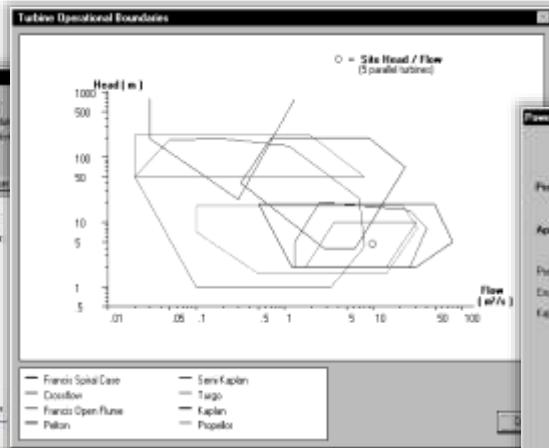 Turbine Operational Boundaries
O = Site Head / Flow
(5 parallel turbines)
Head ( m )
1000
500
100
50
10
5
1
.5
.01
.05
.1
.5
1
5
10
50
100
Flow
( m³/s )
Francis Spiral Case
Crossflow
Francis Open Flume
Pelton
Semi Kaplan
Turgo
Kaplan
Propellor